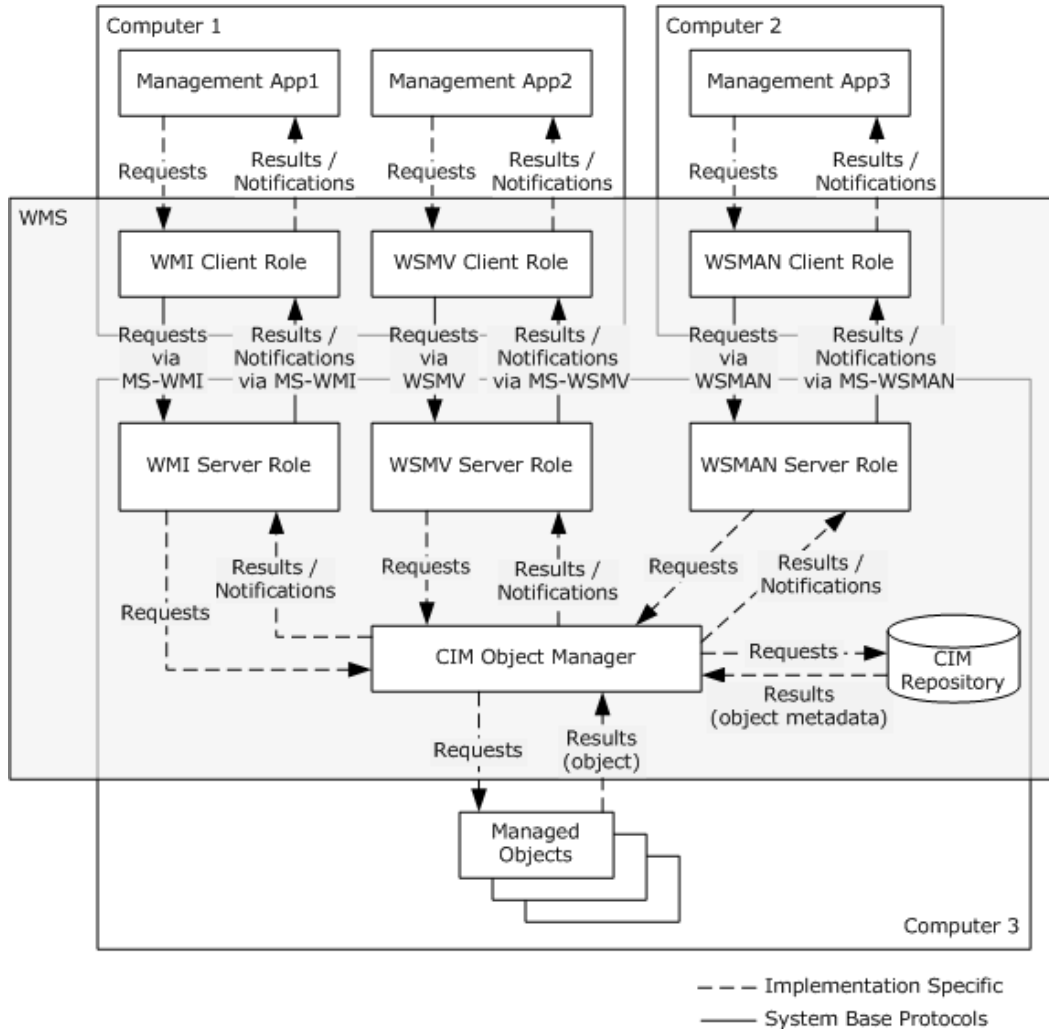 Computer 1
Computer 2
Management App1
Management App2
Management App3
Requests
Results /
Notifications
Requests
Results /
Notifications
Requests
Results /
Notifications
WMS
WMI Client Role
WSMV Client Role
WSMAN Client Role
Requests
via
MS-WMI
Results /
Notifications
via MS-WMI
Requests
via
WSMV
Results /
Notifications
via MS-WSMV
Requests
via
WSMAN
Results /
Notifications
via MS-WSMAN
WMI Server Role
WSMV Server Role
WSMAN Server Role
Requests
Results /
Notifications
Requests
Results /
Notifications
Requests
Results /
Notifications
CIM Object Manager
Requests
Results
(object metadata)
CIM
Repository
Requests
Results
(object)
Managed
Objects
Computer 3
Implementation Specific
System Base Protocols